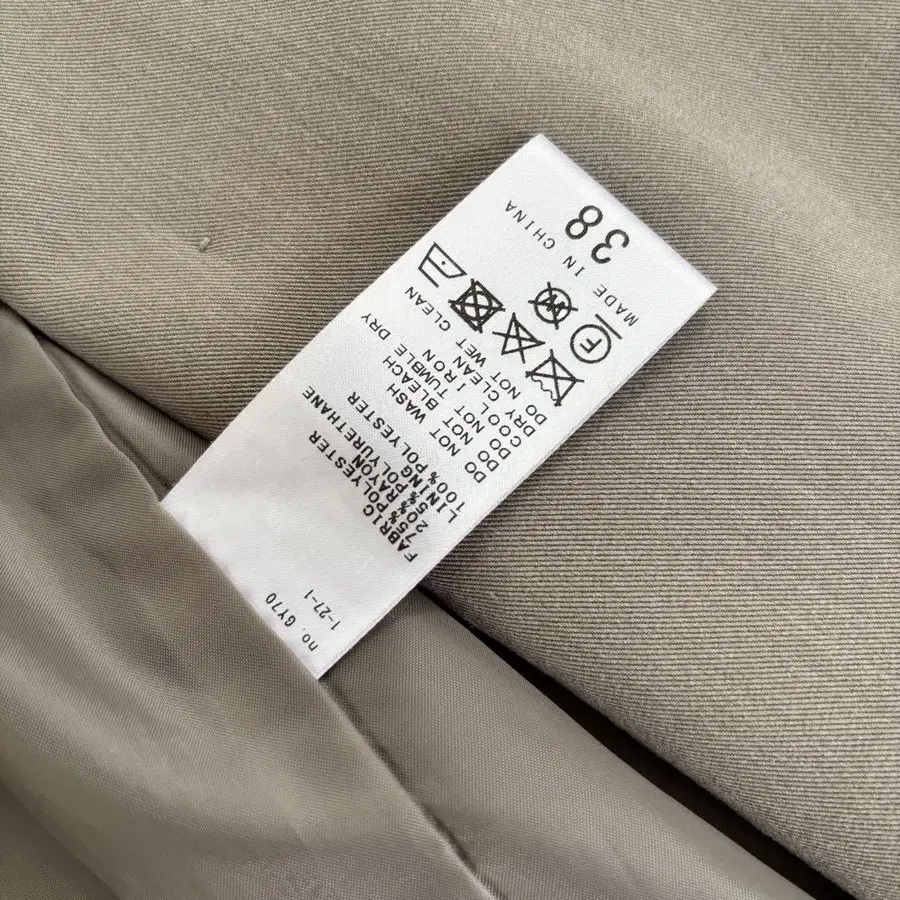 38
MADE IN CHINA
F
W
DO NOT WASH
DO NOT BLEACH
DO NOT TUMBLE DRY
COOL IRON
DRY CLEAN
DO NOT WET CLEAN
FABRIC
75% POLYESTER
20% RAYON
5% POLYURETHANE
LINING
100% POLYESTER
no. GY70
1-27-1